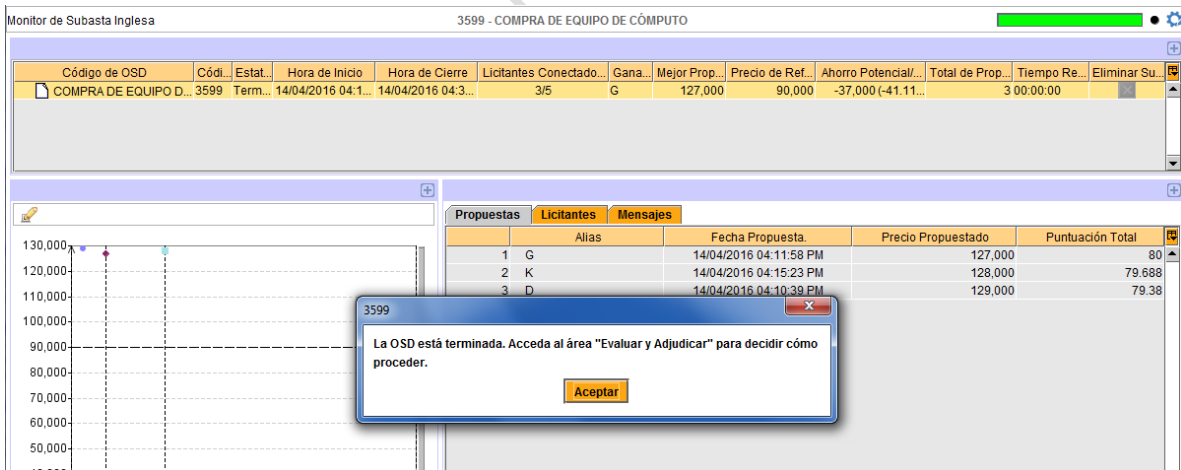 Monitor de Subasta Inglesa 3599 - COMPRA DE EQUIPO DE CÓMPUTO
Código de OSD Códi... Estat... Hora de Inicio Hora de Cierre Licitantes Conectado... Gana... Mejor Prop... Precio de Ref... Ahorro Potencial/... Total de Prop... Tiempo Re... Eliminar Su...
COMPRA DE EQUIPO D... 3599 Term... 14/04/2016 04:1... 14/04/2016 04:3... 3/5 G 127,000 90,000 -37,000 (-41.11... 3 00:00:00
Propuestas Licitantes Mensajes
Alias Fecha Propuesta. Precio Propuestado Puntuación Total
1 G 14/04/2016 04:11:58 PM 127,000 80
2 K 14/04/2016 04:15:23 PM 128,000 79.688
3 D 14/04/2016 04:10:39 PM 129,000 79.38
130,000
120,000
110,000
100,000
90,000
80,000
70,000
60,000
50,000
3599
La OSD está terminada. Acceda al área "Evaluar y Adjudicar" para decidir cómo
proceder.
Aceptar